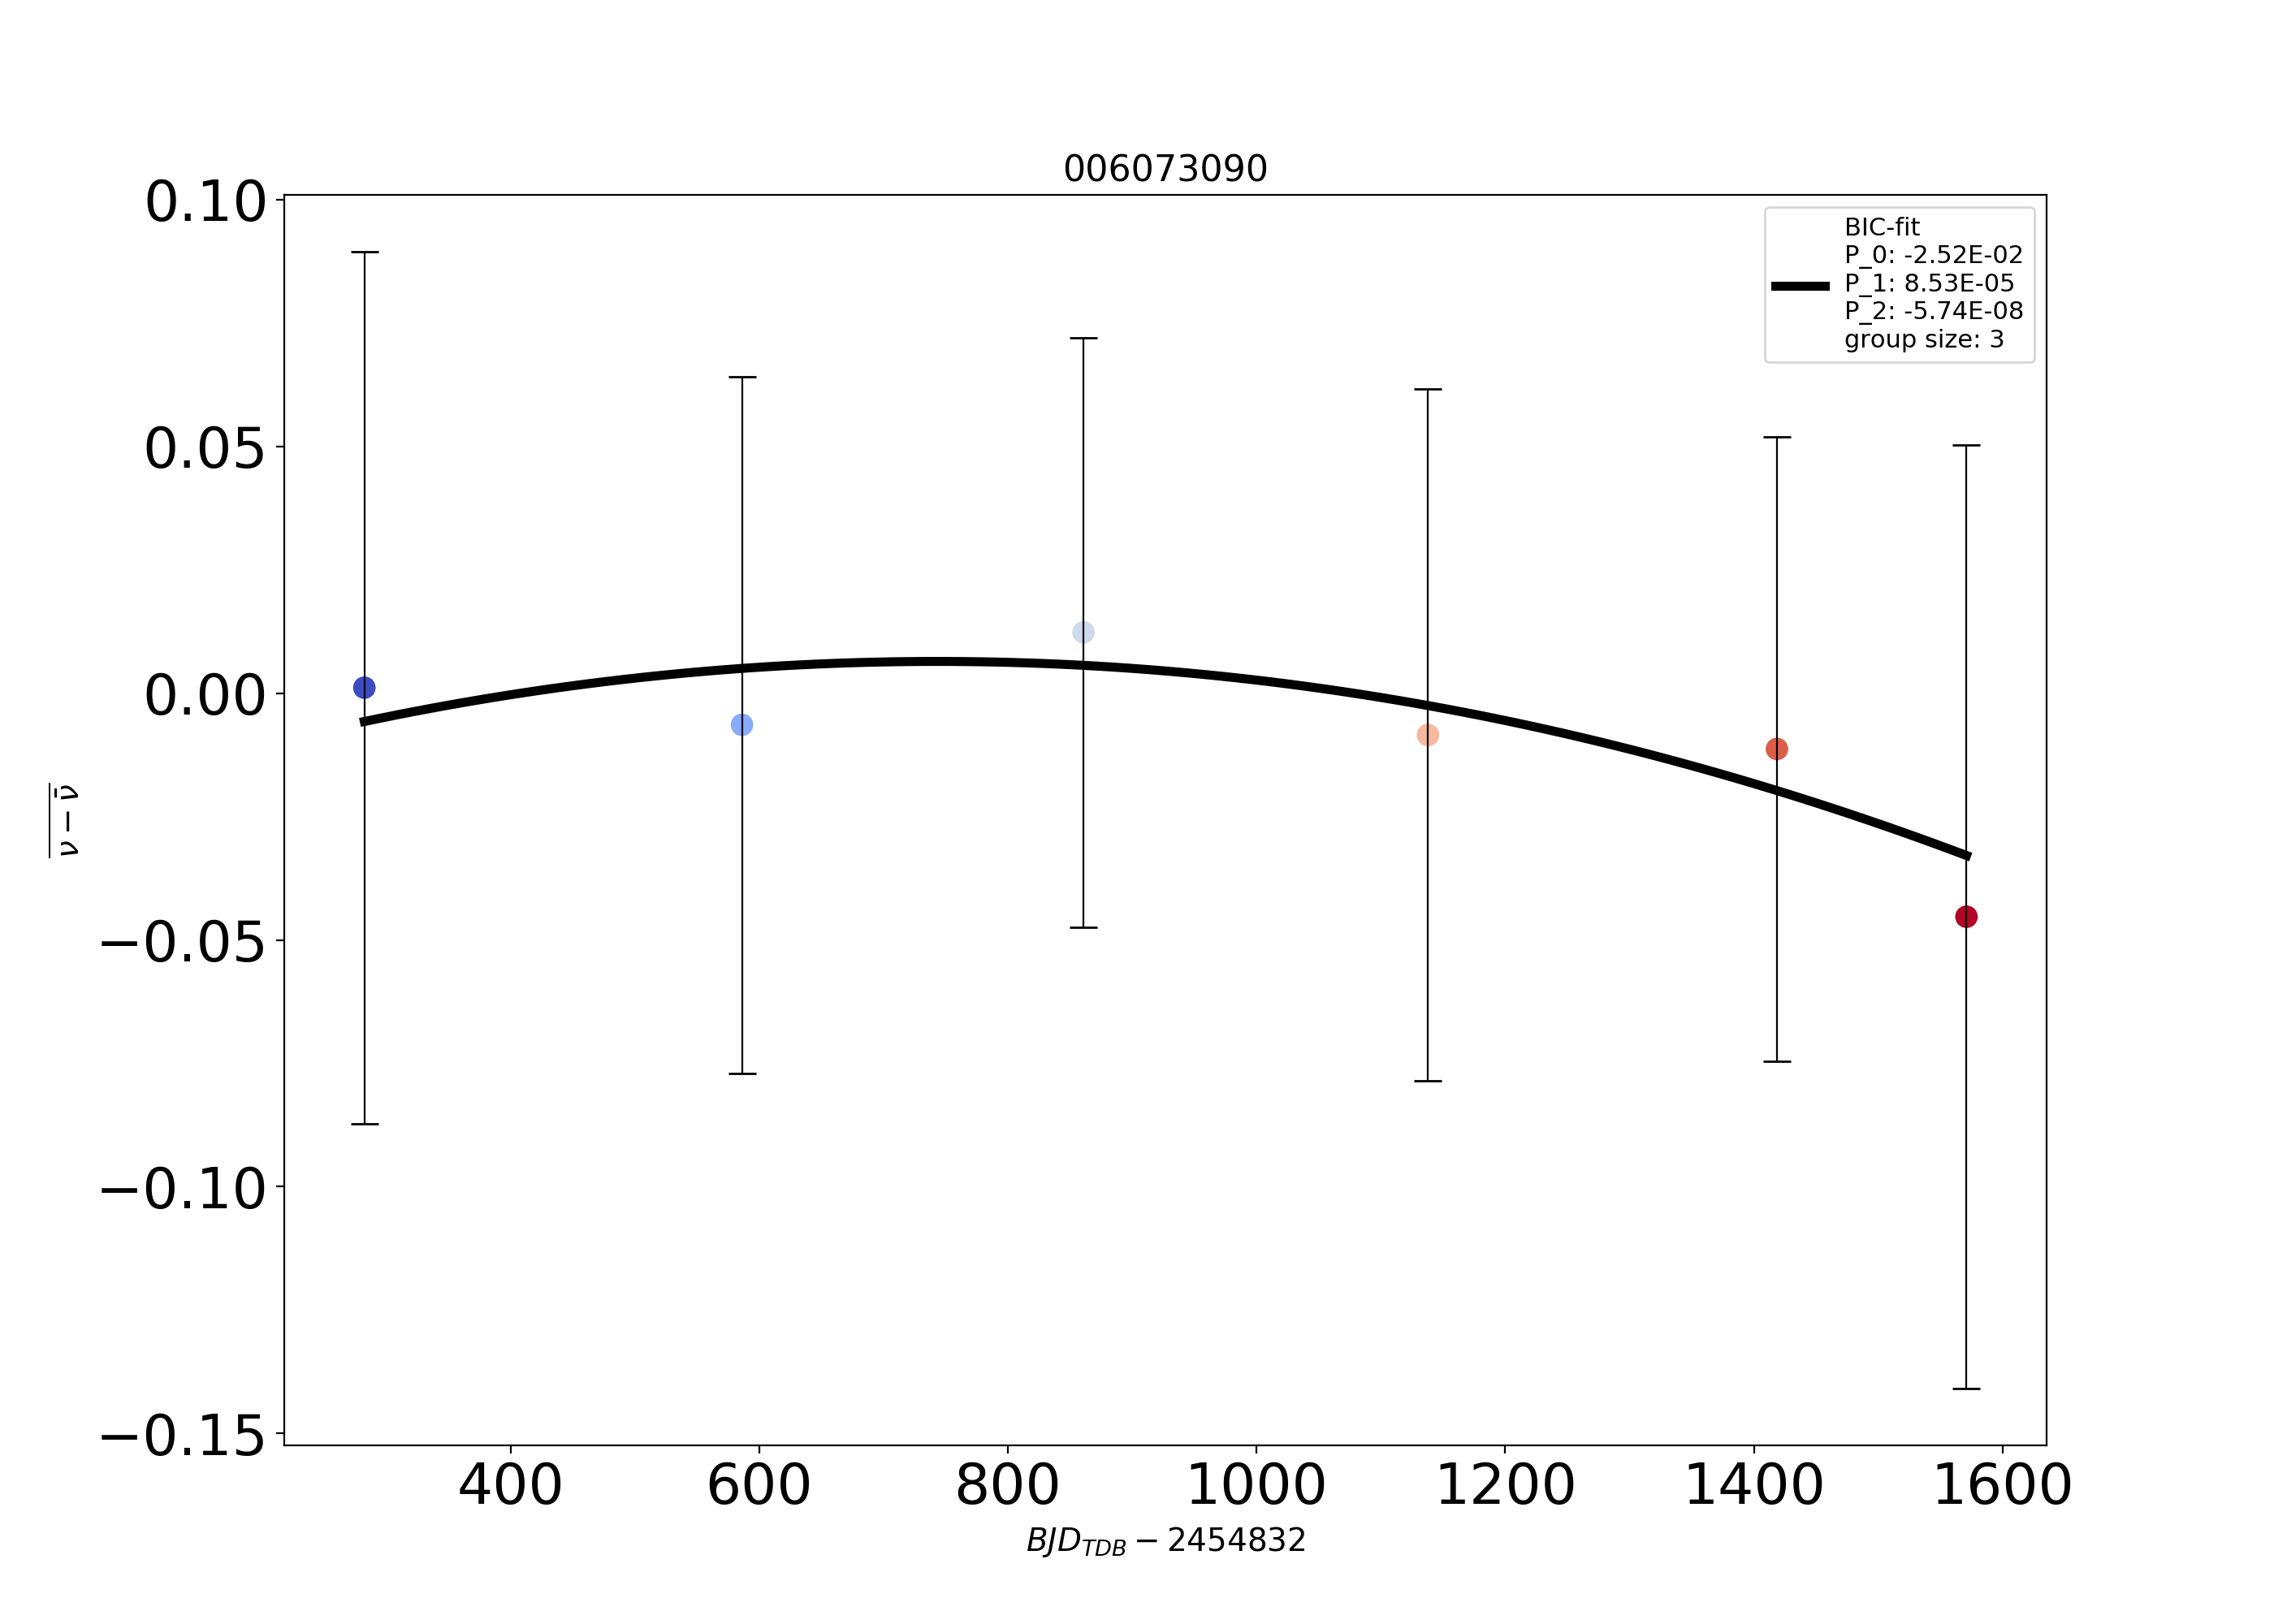 006073090
0.10
0.05
0.00
−0.05
−0.10
−0.15
BIC-fit
P_0: -2.52E-02
P_1: 8.53E-05
P_2: -5.74E-08
group size: 3
ν − ν̄
400 600 800 1000 1200 1400 1600
BJD_TDB − 2454832